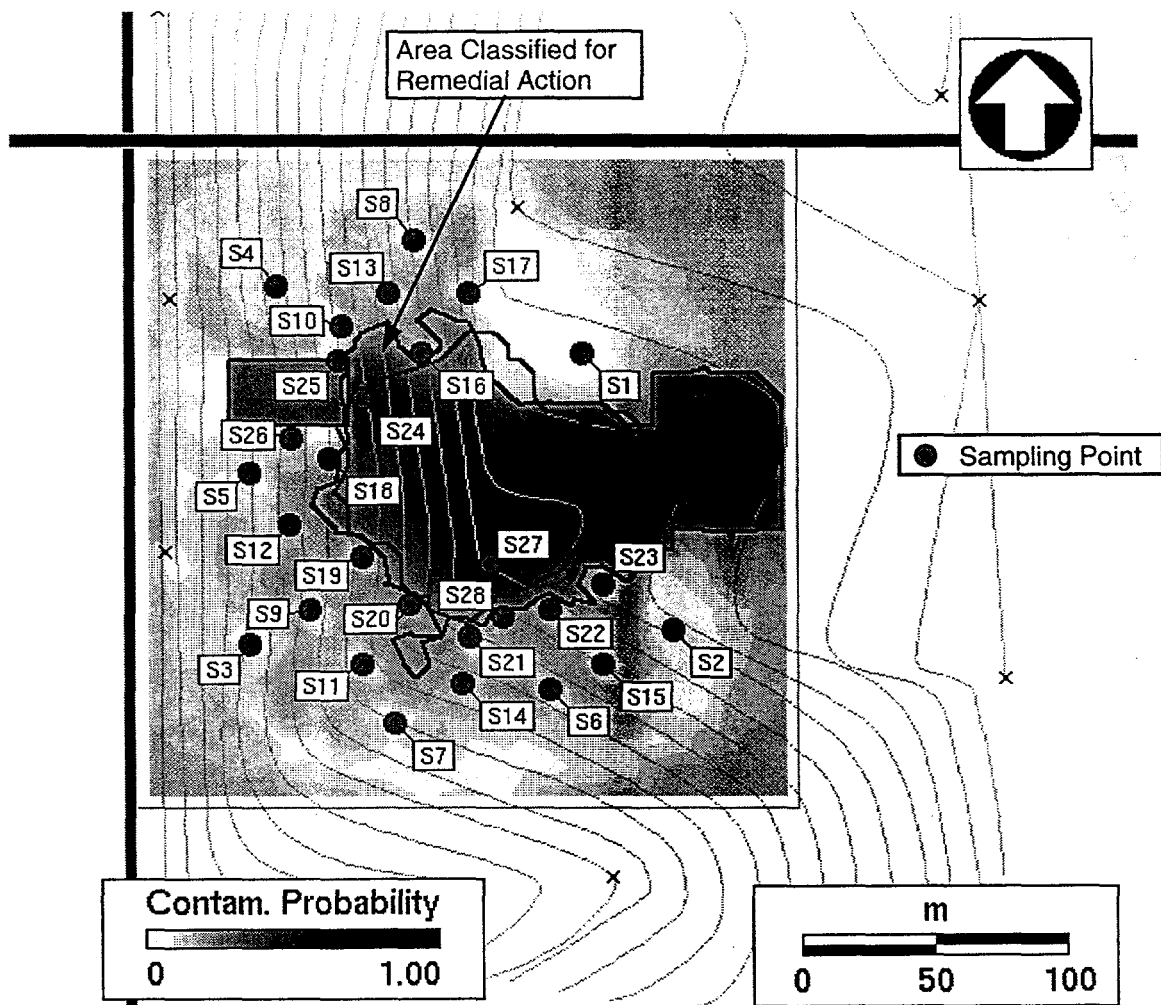 Area Classified for
Remedial Action
S8
S4
S13
S17
S10
S25
S16
S1
S26
S24
Sampling Point
S5
S18
S12
S27
S23
S19
S28
S9
S20
S22
S2
S3
S21
S11
S15
S14
S6
S7
Contam. Probability
0
1.00
m
0
50
100